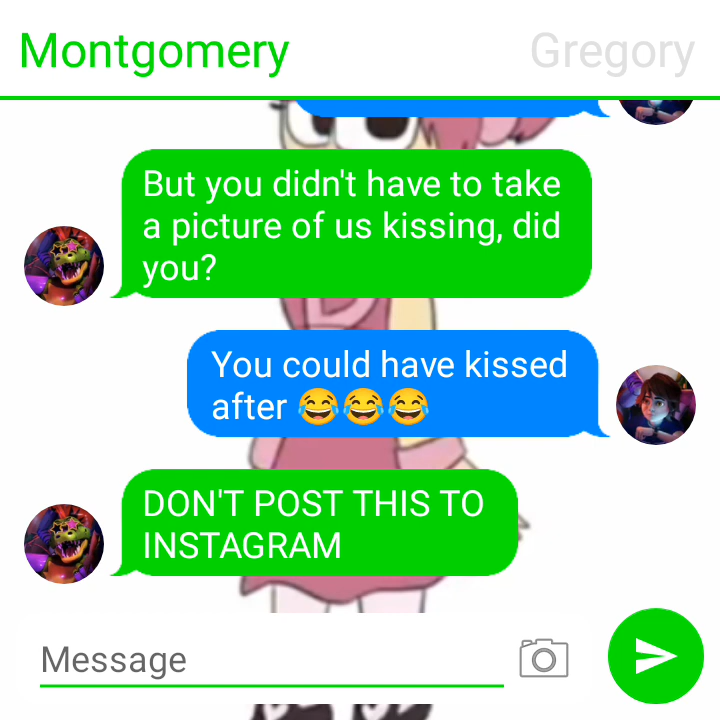 Montgomery Gregory
But you didn't have to take
a picture of us kissing, did
you?
You could have kissed
after 😂😂😂
DON'T POST THIS TO
INSTAGRAM
Message